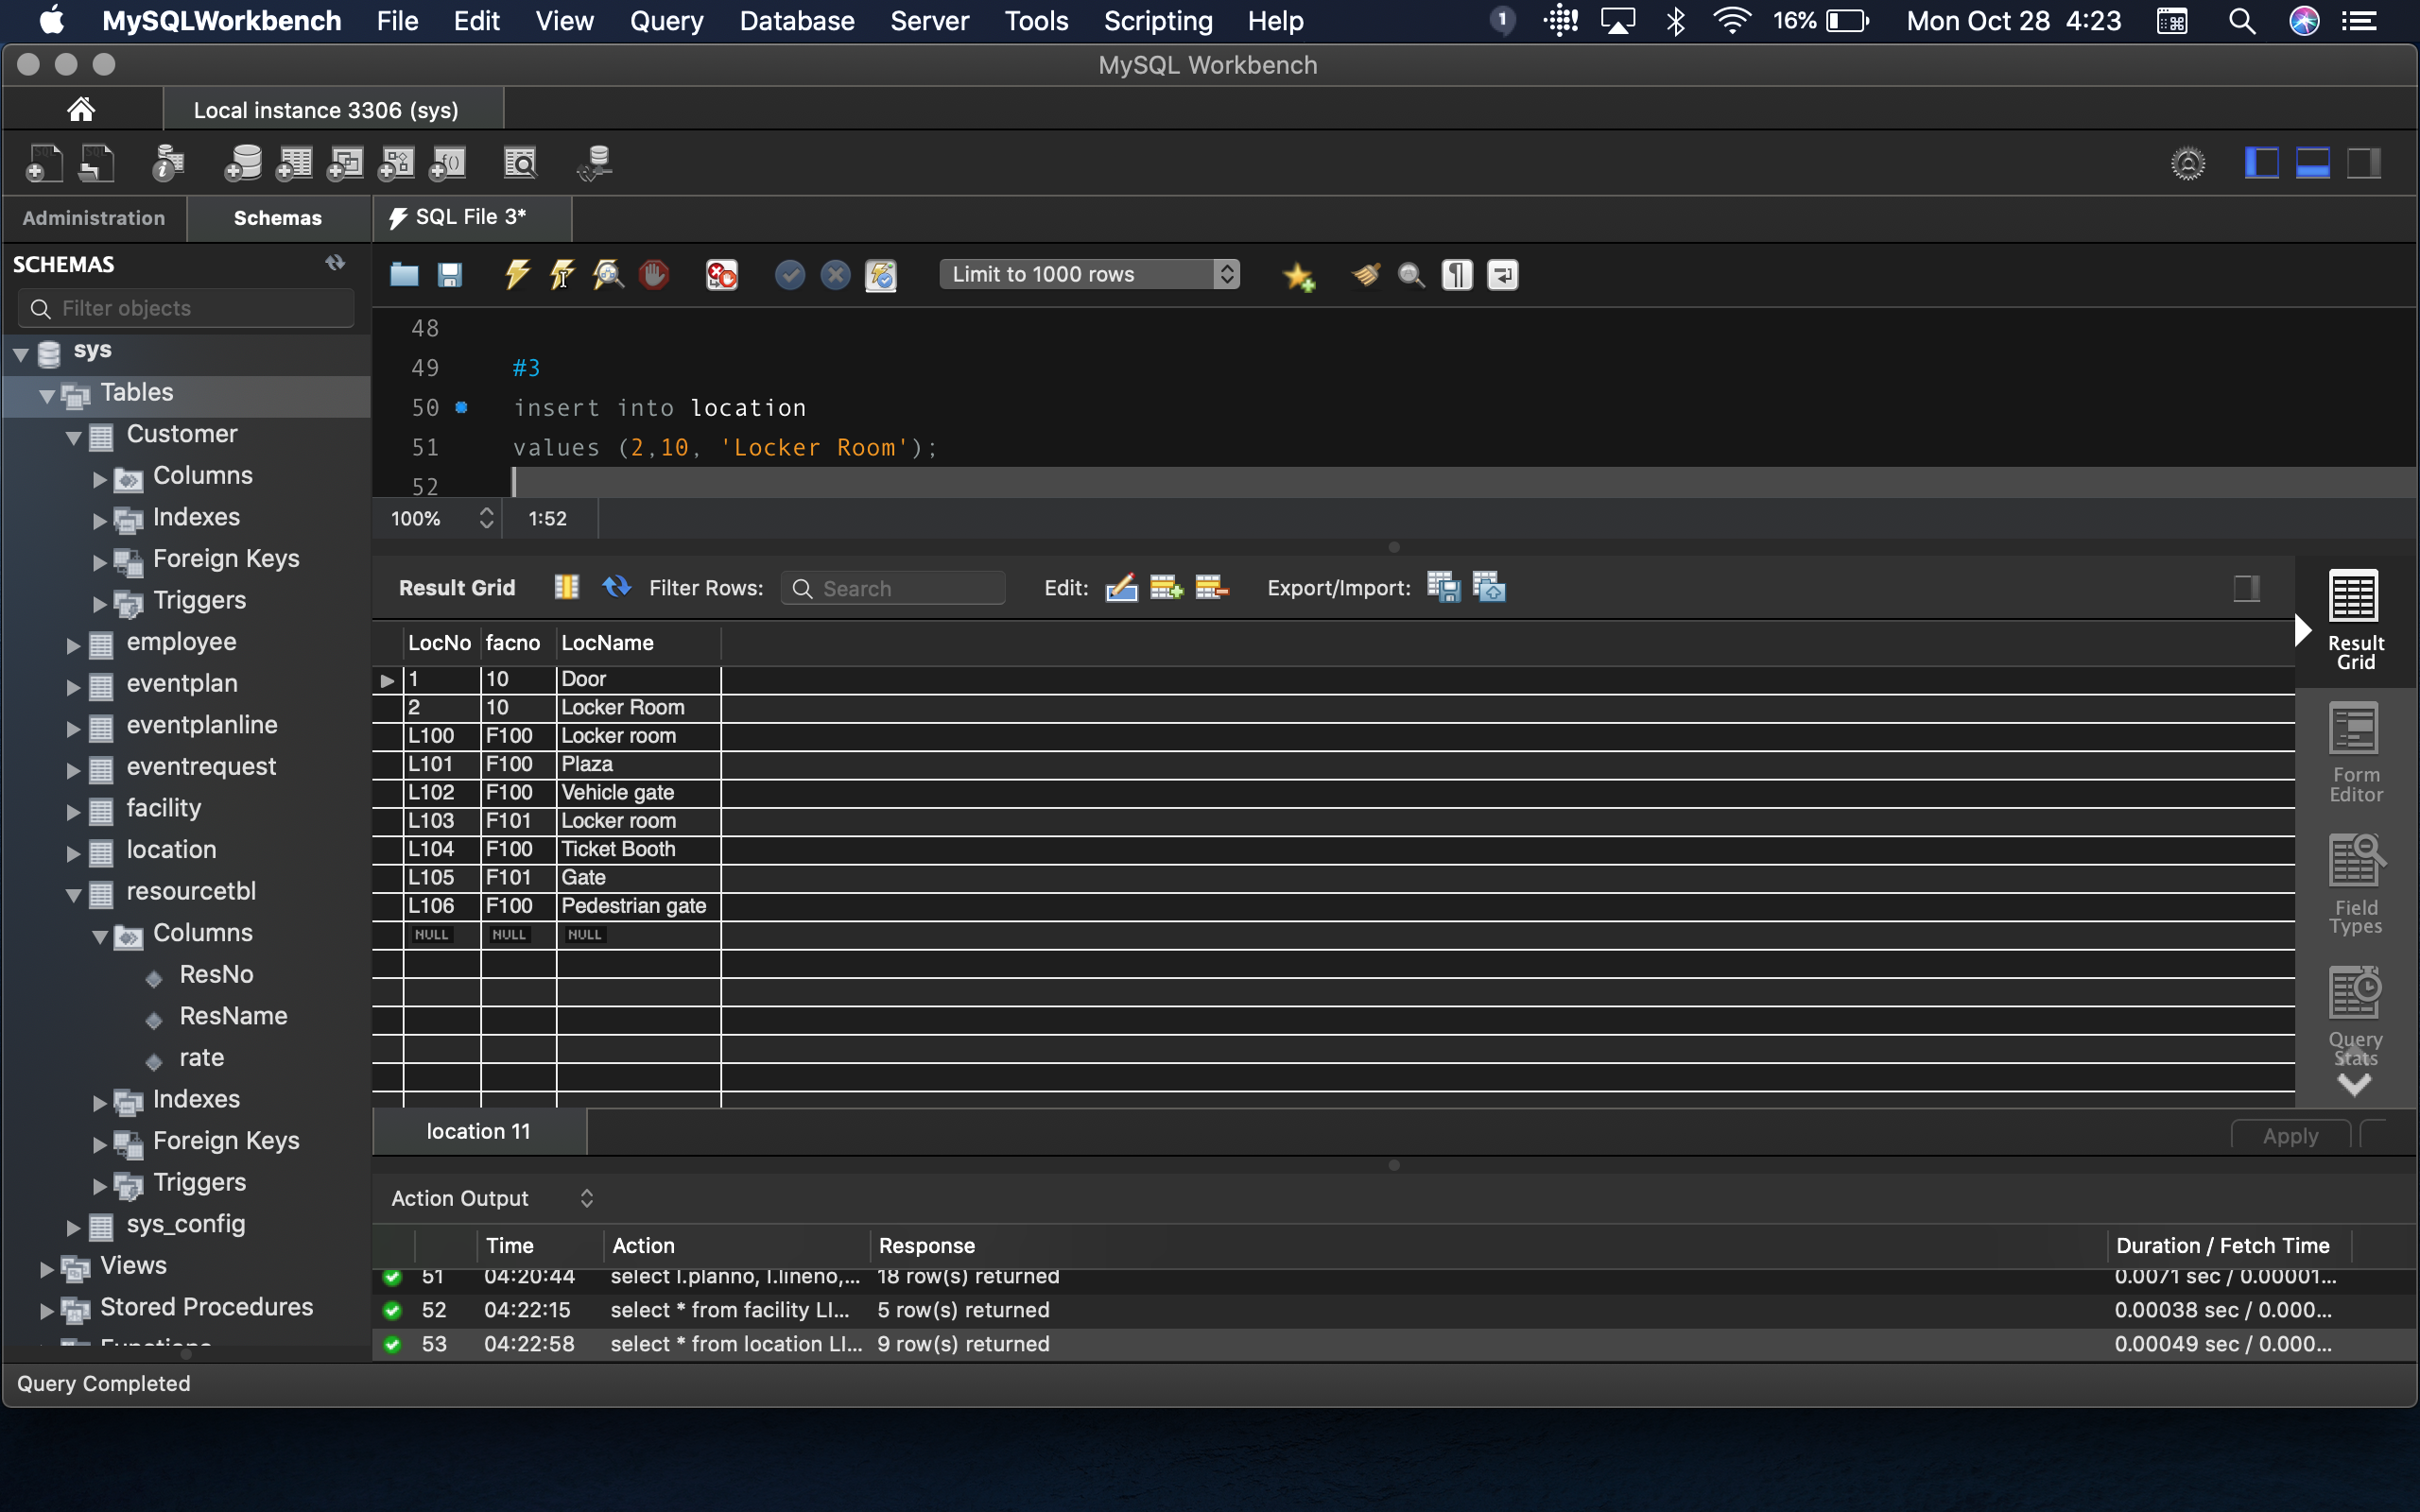 MySQLWorkbench File Edit View Query Database Server Tools Scripting Help 1 16% Mon Oct 28 4:23
MySQL Workbench
Local instance 3306 (sys)
Administration Schemas SQL File 3*
SCHEMAS
Limit to 1000 rows
Filter objects
sys
Tables
Customer
Columns
Indexes
Foreign Keys
Triggers
employee
eventplan
eventplanline
eventrequest
facility
location
resourcetbl
Columns
ResNo
ResName
rate
Indexes
Foreign Keys
Triggers
sys_config
Views
Stored Procedures
Functions
48
49 #3
50 insert into location
51 values (2,10, 'Locker Room');
52
100% 1:52
Result Grid Filter Rows: Search Edit: Export/Import:
LocNo facno LocName
1 10 Door
2 10 Locker Room
L100 F100 Locker room
L101 F100 Plaza
L102 F100 Vehicle gate
L103 F101 Locker room
L104 F100 Ticket Booth
L105 F101 Gate
L106 F100 Pedestrian gate
NULL NULL NULL
Result
Grid
Form
Editor
Field
Types
Query
Stats
location 11 Apply
Action Output
Time Action Response Duration / Fetch Time
51 04:20:44 select l.planno, l.lineno,... 18 row(s) returned 0.0071 sec / 0.00001...
52 04:22:15 select * from facility LI... 5 row(s) returned 0.00038 sec / 0.000...
53 04:22:58 select * from location LI... 9 row(s) returned 0.00049 sec / 0.000...
Query Completed